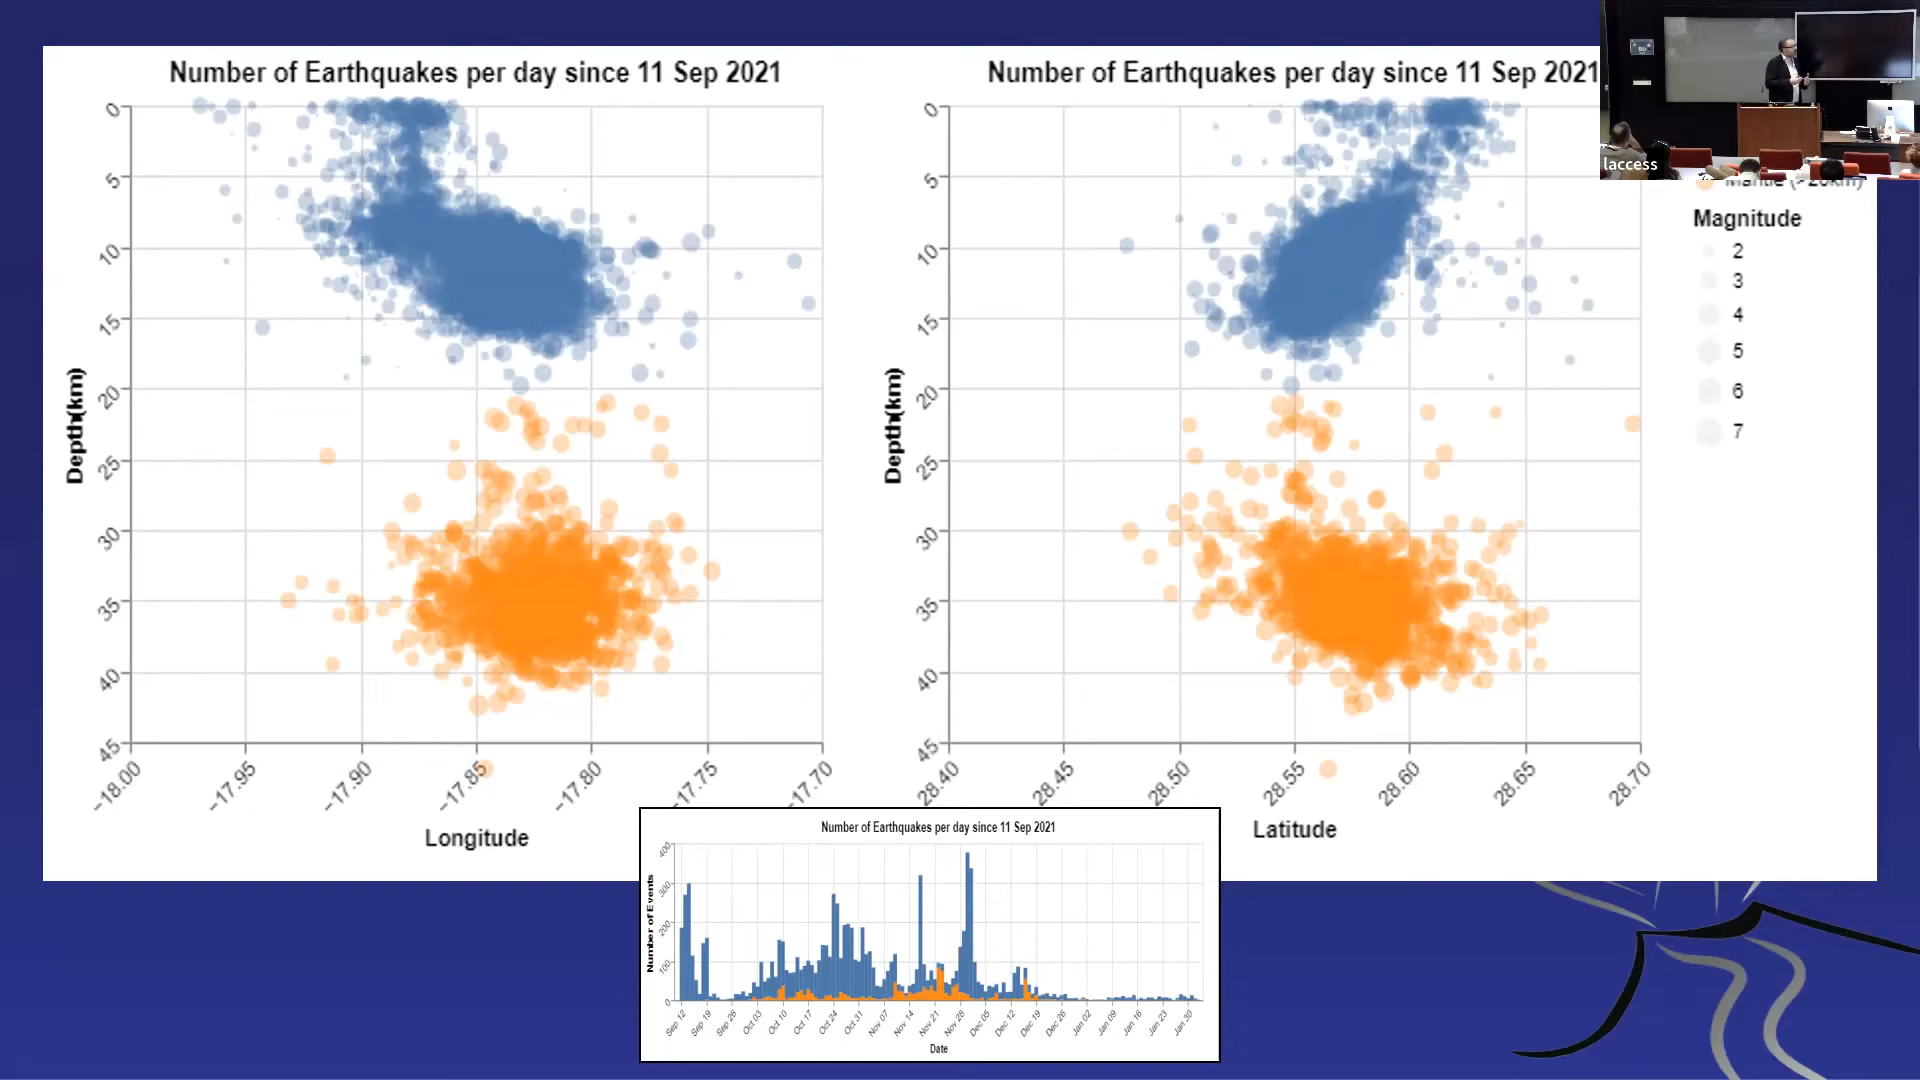 Number of Earthquakes per day since 11 Sep 2021
Number of Earthquakes per day since 11 Sep 2021
laccess
Mantle (>20km)
Magnitude
2
3
4
5
6
7
Depth(km)
0
5
10
15
20
25
30
35
40
45
-18.00
-17.95
-17.90
-17.85
-17.80
-17.75
-17.70
Longitude
Depth(km)
0
5
10
15
20
25
30
35
40
45
28.40
28.45
28.50
28.55
28.60
28.65
28.70
Latitude
Number of Earthquakes per day since 11 Sep 2021
Number of Events
400
300
200
100
0
Sep 12
Sep 19
Sep 26
Oct 03
Oct 10
Oct 17
Oct 24
Oct 31
Nov 07
Nov 14
Nov 21
Nov 28
Dec 05
Dec 12
Dec 19
Dec 26
Jan 02
Jan 09
Jan 16
Jan 23
Jan 30
Date